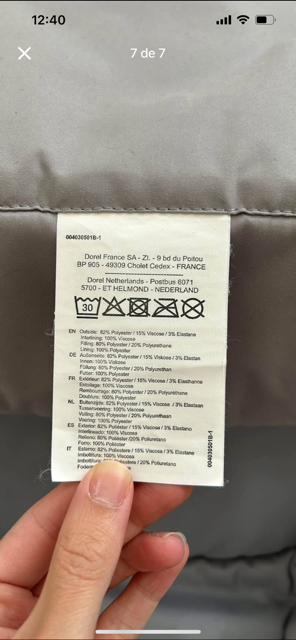 12:40
7 de 7
004030501B-1
Dorel France SA - Z.I. - 9 bd du Poitou
BP 905 - 49309 Cholet Cedex - FRANCE
Dorel Netherlands - Postbus 6071
5700 - ET HELMOND - NEDERLAND
30
EN Outside: 82% Polyester / 15% Viscose / 3% Elastane
Interlining: 100% Viscose
Filling: 80% Polyester / 20% Polyurethane
Lining: 100% Polyester
DE Außenseite: 82% Polyester / 15% Viscose / 3% Elastan
Innen: 100% Viskose
Füllung: 80% Polyester / 20% Polyurethan
Futter: 100% Polyester
FR Extérieur: 82% Polyester / 15% Viscose / 3% Elasthanne
Entoilage: 100% Viscose
Rembourrage: 80% Polyester / 20% Polyuréthane
Doublure: 100% Polyester
NL Buitenzijde: 82% Polyester / 15% Viscose / 3% Elastaan
Tussenvoering: 100% Viscose
Vulling: 80% Polyester / 20% Polyurethaan
Voering: 100% Polyester
ES Exterior: 82% Poliéster / 15% Viscosa / 3% Elastano
Interlineado: 100% Viscosa
Relleno: 80% Poliéster /20% Poliuretano
Forro: 100% Poliéster
IT Esterno: 82% Poliestere / 15% Viscosa / 3% Elastano
Imbottitura: 100% Viscosa
Poliestere / 20% Poliuretano
004030501B-1